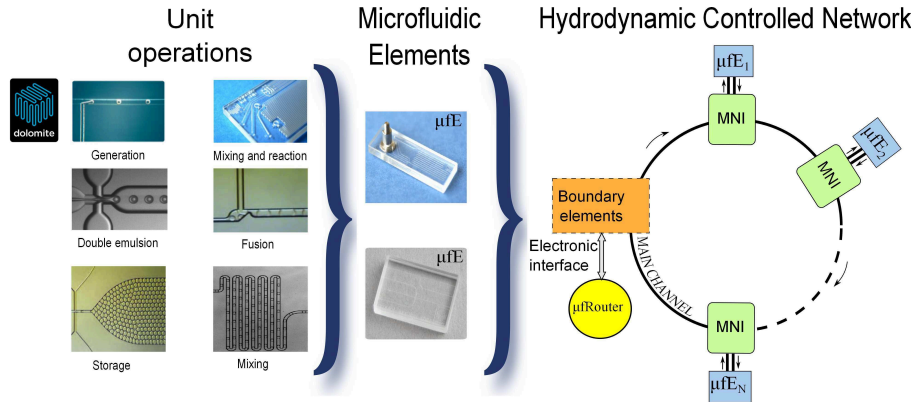 Unit
operations
Microfluidic
Elements
Hydrodynamic Controlled Network
dolomite
Generation
Mixing and reaction
Double emulsion
Fusion
Storage
Mixing
µfE
µfE
µfE1
µfE2
µfEN
MNI
MNI
MNI
Boundary
elements
Electronic
interface
MAIN CHANNEL
µfRouter